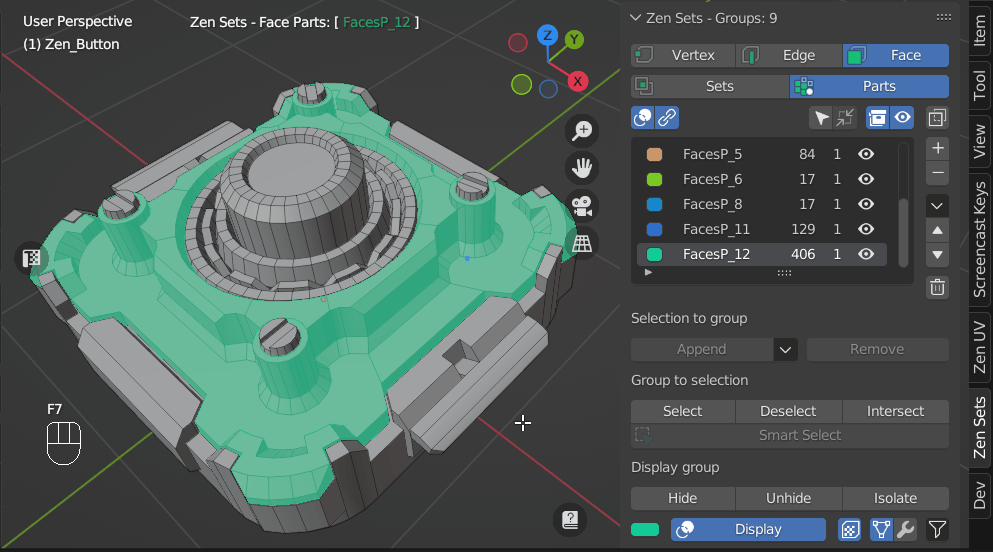 User Perspective
(1) Zen_Button
Zen Sets - Face Parts: [ FacesP_12 ]
Z
Y
X
F7
Zen Sets - Groups: 9
Vertex Edge Face
Sets Parts
FacesP_5 84 1
FacesP_6 17 1
FacesP_8 17 1
FacesP_11 129 1
FacesP_12 406 1
Selection to group
Append Remove
Group to selection
Select Deselect Intersect
Smart Select
Display group
Hide Unhide Isolate
Display
Item
Tool
View
Screencast Keys
Zen UV
Zen Sets
Dev